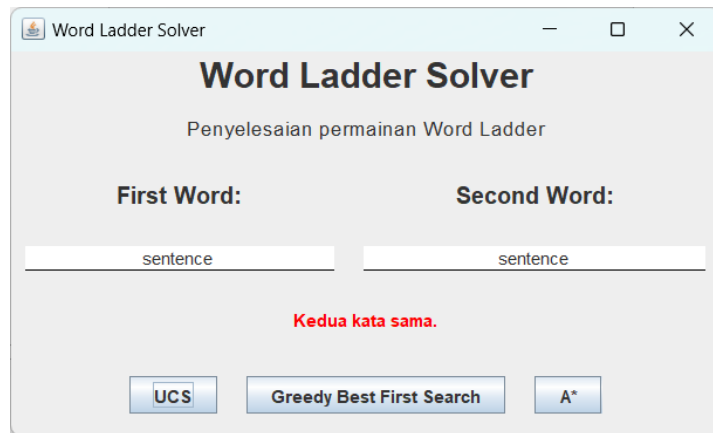 Word Ladder Solver
Word Ladder Solver
Penyelesaian permainan Word Ladder
First Word: Second Word:
sentence sentence
Kedua kata sama.
UCS Greedy Best First Search A*